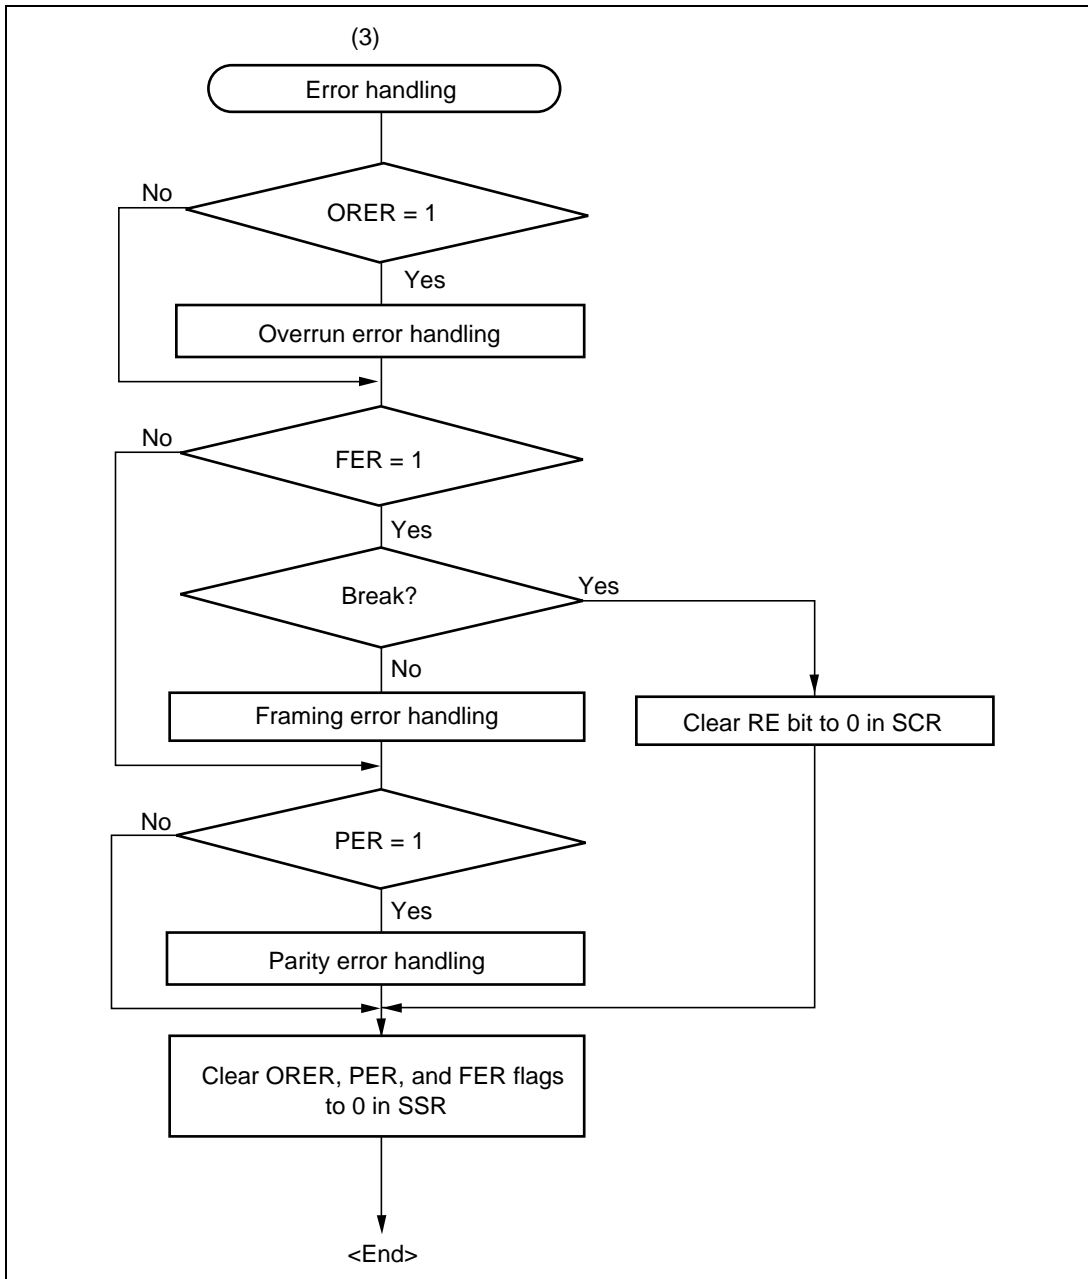 (3)
Error handling
No
ORER = 1
Yes
Overrun error handling
No
FER = 1
Yes
Break?
Yes
No
Framing error handling
Clear RE bit to 0 in SCR
No
PER = 1
Yes
Parity error handling
Clear ORER, PER, and FER flags
to 0 in SSR
<End>